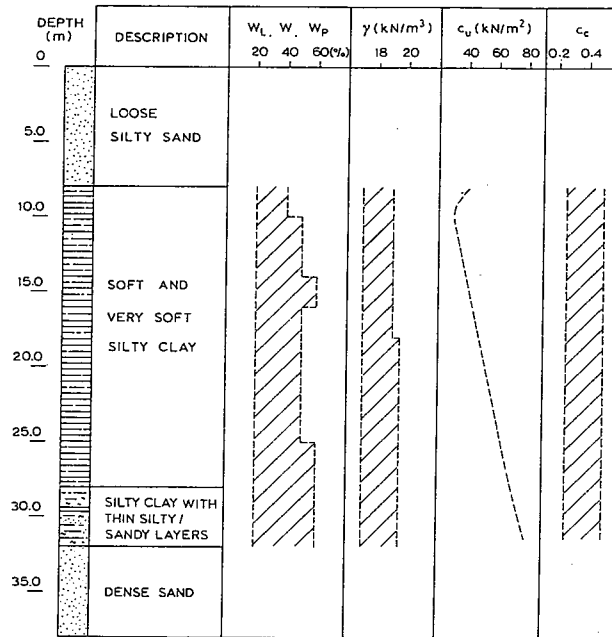 DEPTH
(m)
DESCRIPTION
W_L . W . W_P
20 40 60(%)
γ (kN/m³)
18 20
c_u (kN/m²)
40 60 80
c_c
0.2 0.4
0
5.0
10.0
15.0
20.0
25.0
30.0
35.0
LOOSE
SILTY SAND
SOFT AND
VERY SOFT
SILTY CLAY
SILTY CLAY WITH
THIN SILTY/
SANDY LAYERS
DENSE SAND